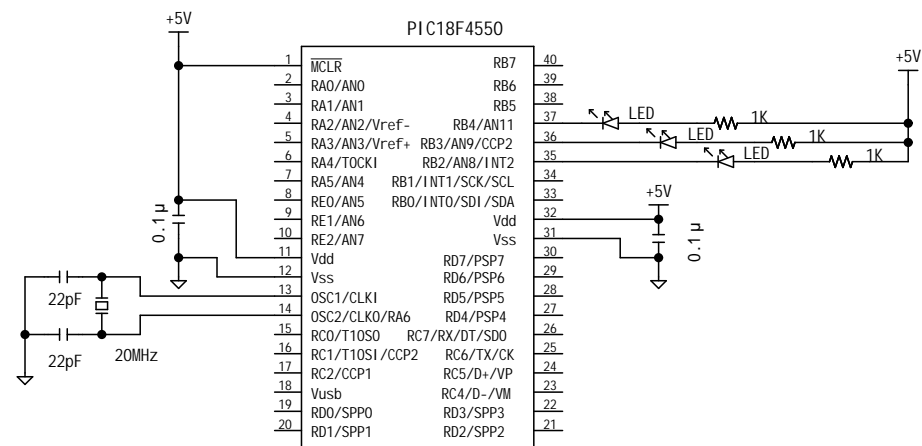 PIC18F4550
+5V
1 MCLR
2 RA0/AN0
3 RA1/AN1
4 RA2/AN2/Vref-
5 RA3/AN3/Vref+
6 RA4/TOCKI
7 RA5/AN4
8 RE0/AN5
9 RE1/AN6
10 RE2/AN7
11 Vdd
12 Vss
13 OSC1/CLKI
14 OSC2/CLKO/RA6
15 RC0/T1OSO
16 RC1/T1OSI/CCP2
17 RC2/CCP1
18 Vusb
19 RD0/SPP0
20 RD1/SPP1
RB7 40
RB6 39
RB5 38
RB4/AN11 37
RB3/AN9/CCP2 36
RB2/AN8/INT2 35
RB1/INT1/SCK/SCL 34
RB0/INT0/SDI/SDA 33
Vdd 32
Vss 31
RD7/PSP7 30
RD6/PSP6 29
RD5/PSP5 28
RD4/PSP4 27
RC7/RX/DT/SDO 26
RC6/TX/CK 25
RC5/D+/VP 24
RC4/D-/VM 23
RD3/SPP3 22
RD2/SPP2 21
0.1μ
22pF
22pF
20MHz
+5V
LED 1K
LED 1K
LED 1K
+5V
0.1μ